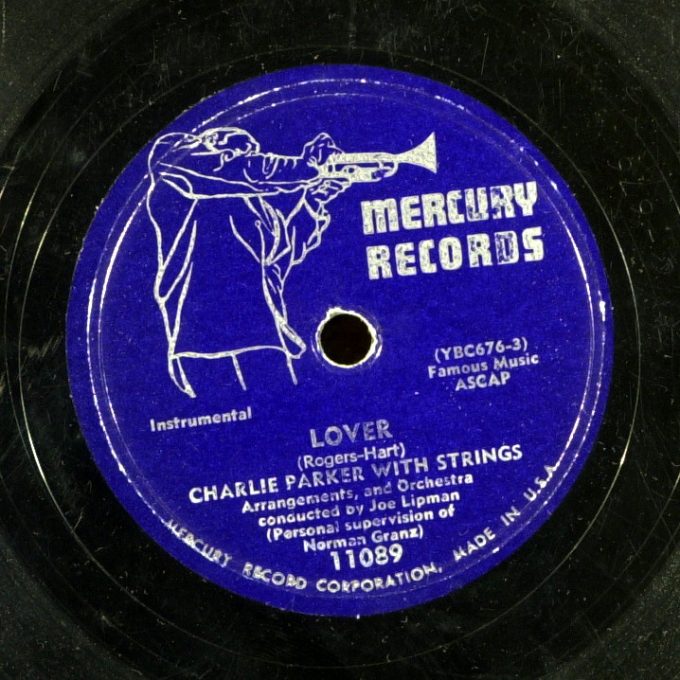 MERCURY
RECORDS
(YBC676-3)
Famous Music
ASCAP
Instrumental
LOVER
(Rogers-Hart)
CHARLIE PARKER WITH STRINGS
Arrangements, and Orchestra
conducted by Joe Lipman
(Personal supervision of
Norman Granz)
11089
MERCURY RECORD CORPORATION, MADE IN U.S.A.